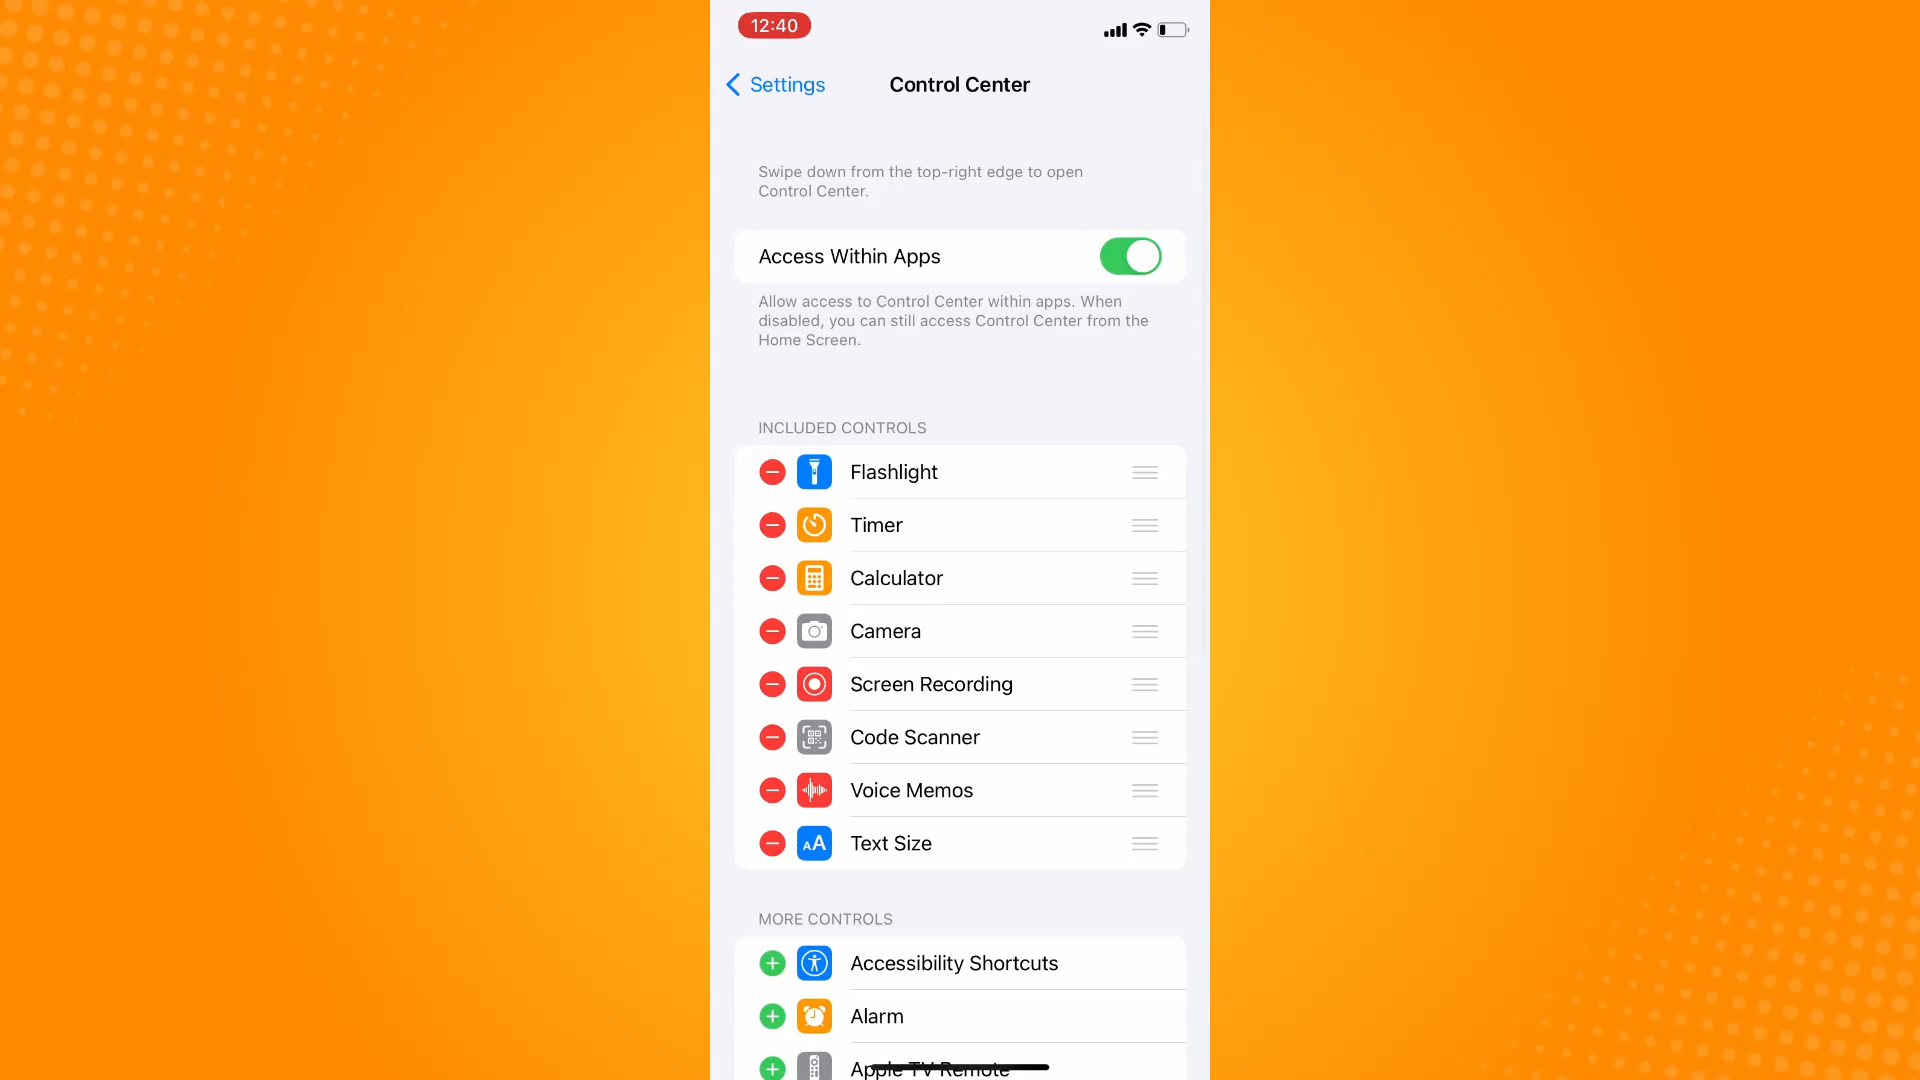 12:40
Settings
Control Center
Swipe down from the top-right edge to open
Control Center.
Access Within Apps
Allow access to Control Center within apps. When
disabled, you can still access Control Center from the
Home Screen.
INCLUDED CONTROLS
Flashlight
Timer
Calculator
Camera
Screen Recording
Code Scanner
Voice Memos
AA Text Size
MORE CONTROLS
Accessibility Shortcuts
Alarm
Apple TV Remote